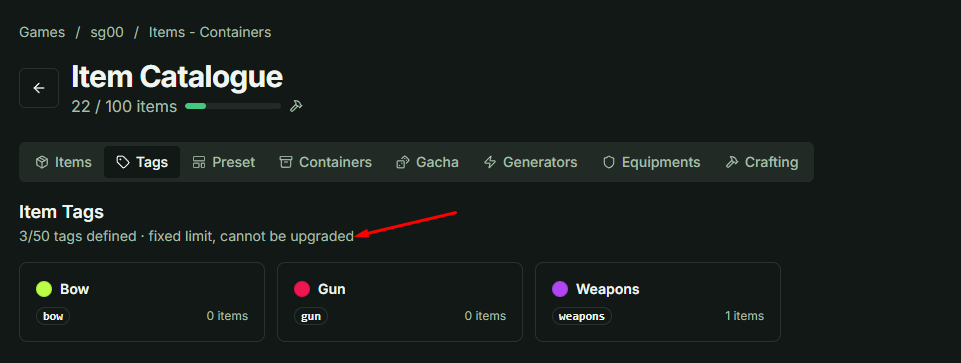 Games / sg00 / Items - Containers
Item Catalogue
22 / 100 items
Items Tags Preset Containers Gacha Generators Equipments Crafting
Item Tags
3/50 tags defined · fixed limit, cannot be upgraded
Bow
bow 0 items
Gun
gun 0 items
Weapons
weapons 1 items